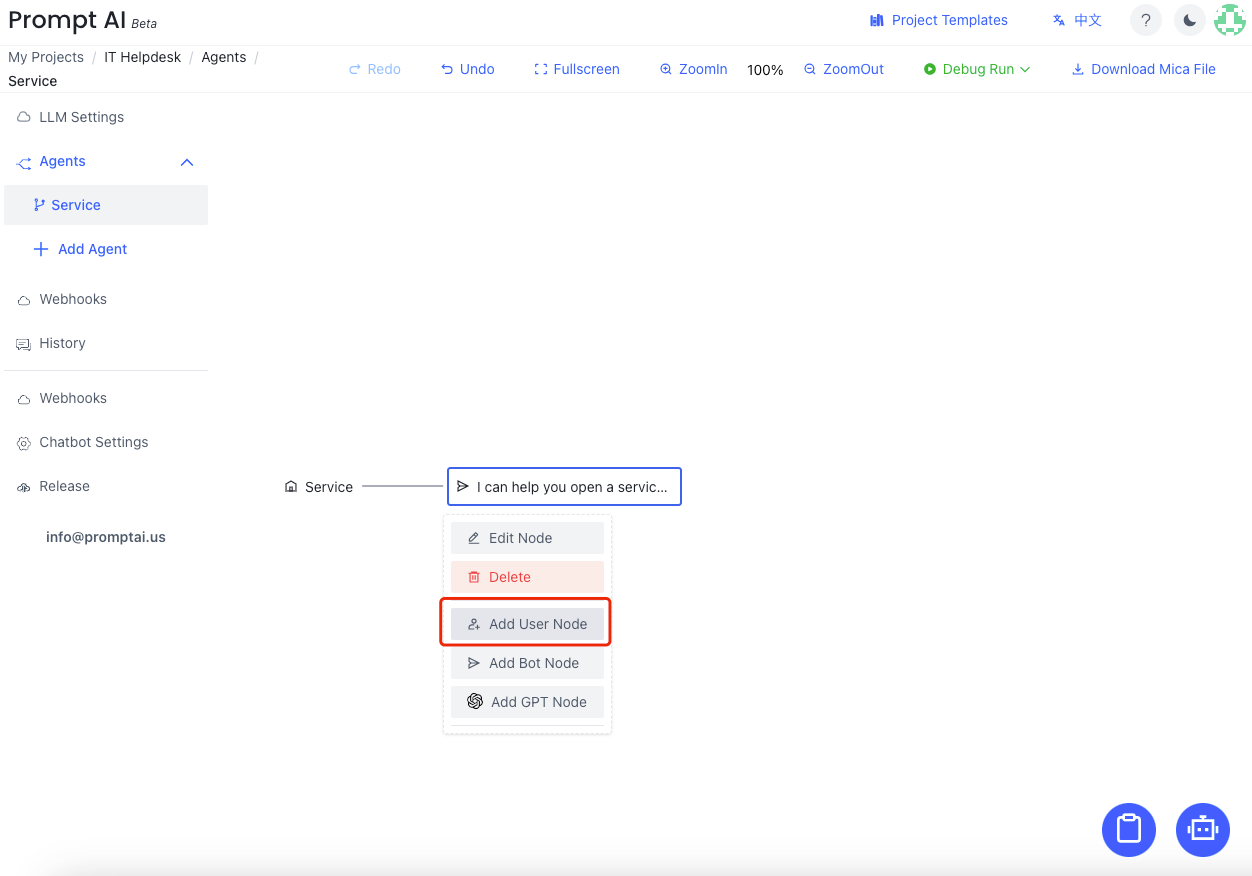 Prompt AI Beta
Project Templates
中文
?
My Projects / IT Helpdesk / Agents /
Service
Redo
Undo
Fullscreen
ZoomIn
100%
ZoomOut
Debug Run
Download Mica File
LLM Settings
Agents
Service
Add Agent
Webhooks
History
Webhooks
Chatbot Settings
Release
info@promptai.us
Service
I can help you open a servic...
Edit Node
Delete
Add User Node
Add Bot Node
Add GPT Node